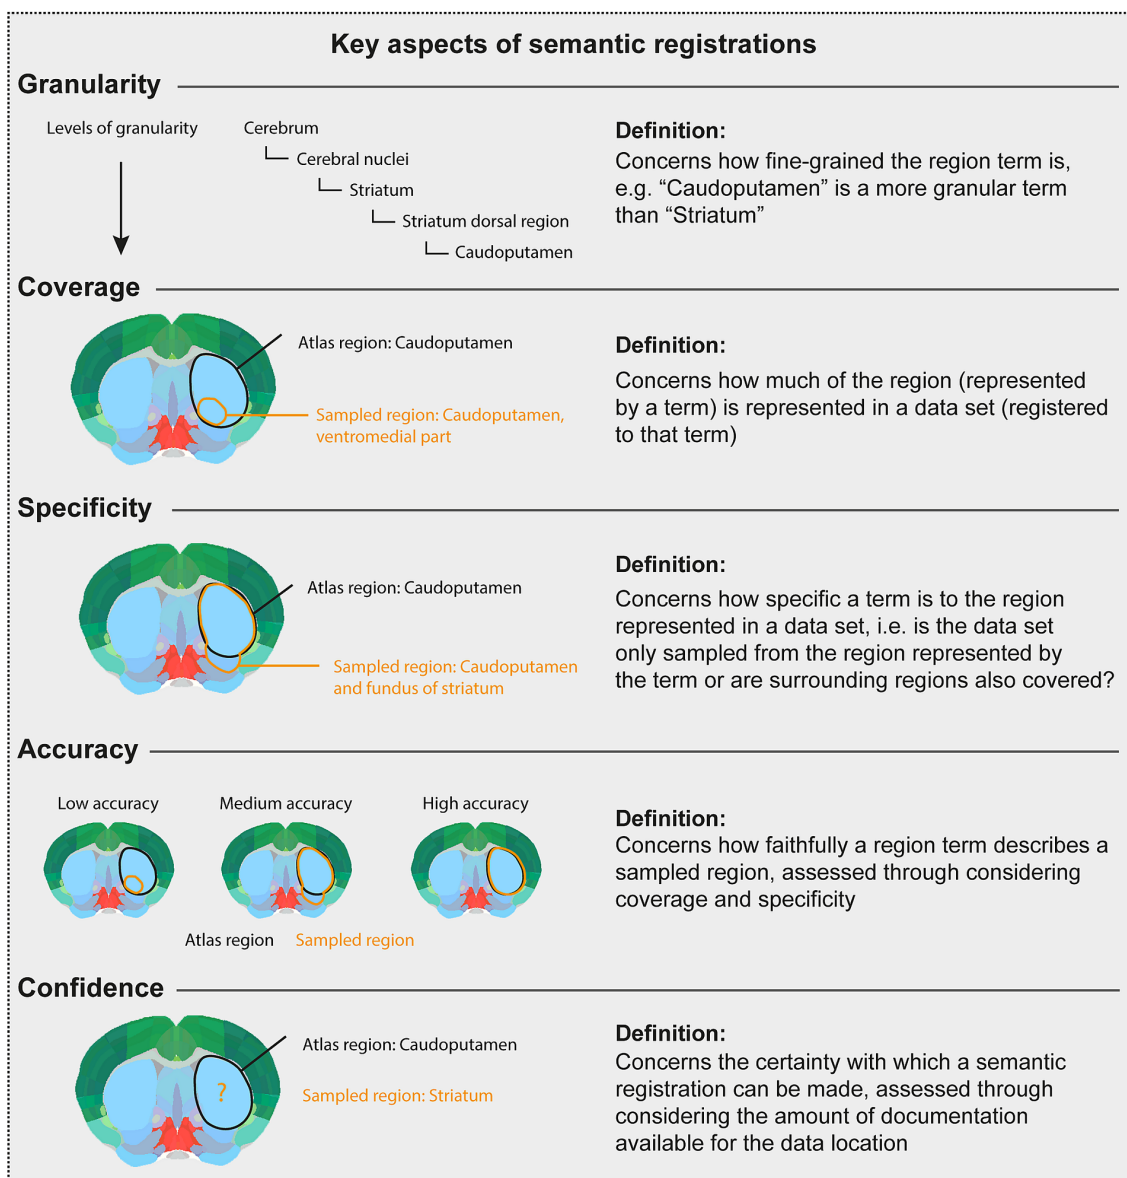 Key aspects of semantic registrations
Granularity
Levels of granularity
Cerebrum
Cerebral nuclei
Striatum
Striatum dorsal region
Caudoputamen
Definition:
Concerns how fine-grained the region term is,
e.g. “Caudoputamen” is a more granular term
than “Striatum”
Coverage
Atlas region: Caudoputamen
Sampled region: Caudoputamen,
ventromedial part
Definition:
Concerns how much of the region (represented
by a term) is represented in a data set (registered
to that term)
Specificity
Atlas region: Caudoputamen
Sampled region: Caudoputamen
and fundus of striatum
Definition:
Concerns how specific a term is to the region
represented in a data set, i.e. is the data set
only sampled from the region represented by
the term or are surrounding regions also covered?
Accuracy
Low accuracy
Medium accuracy
High accuracy
Atlas region
Sampled region
Definition:
Concerns how faithfully a region term describes a
sampled region, assessed through considering
coverage and specificity
Confidence
Atlas region: Caudoputamen
?
Sampled region: Striatum
Definition:
Concerns the certainty with which a semantic
registration can be made, assessed through
considering the amount of documentation
available for the data location